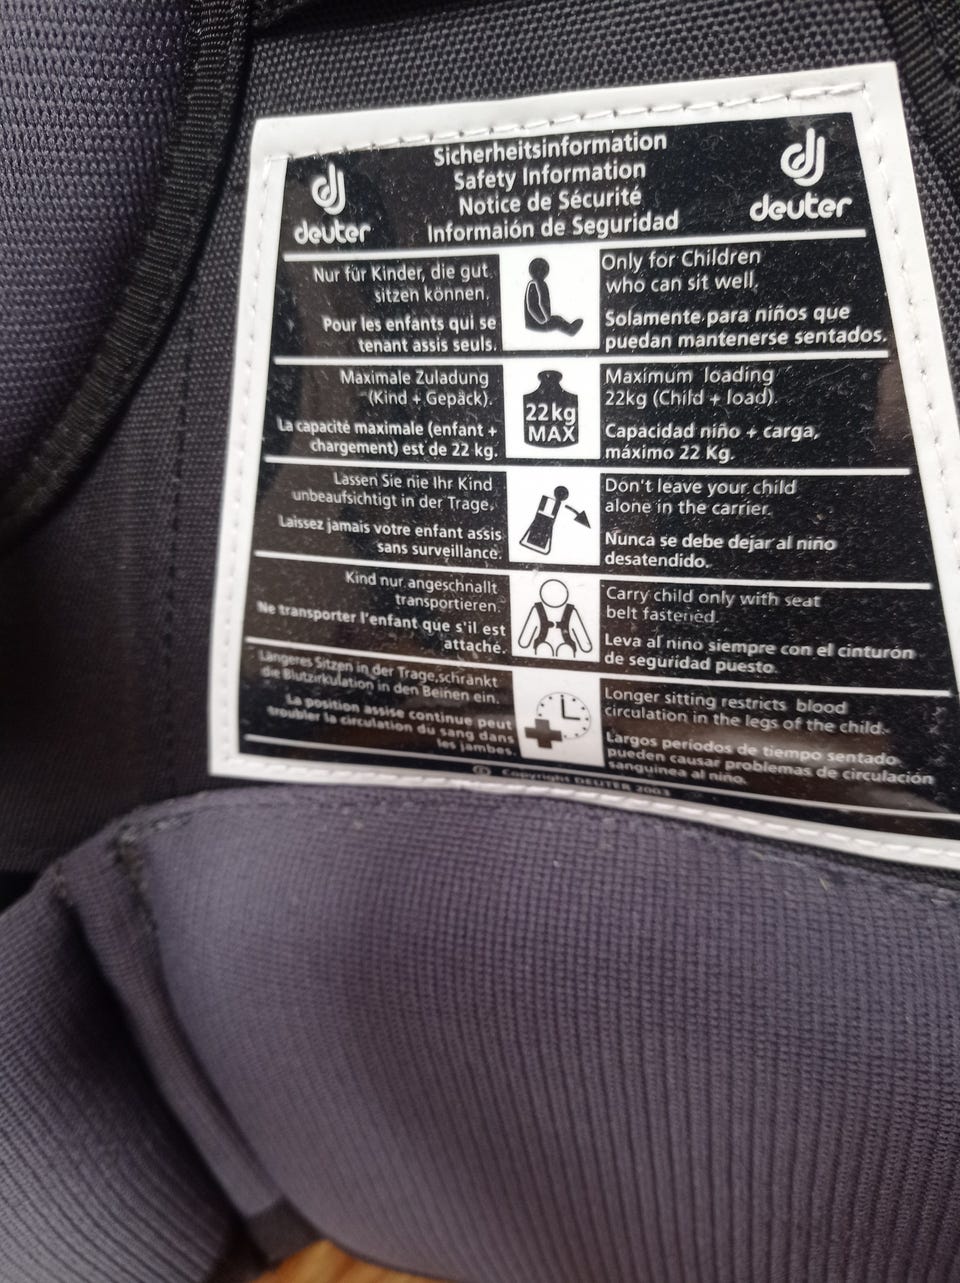 deuter
Sicherheitsinformation
Safety Information
Notice de Sécurité
Informaión de Seguridad
deuter
Nur für Kinder, die gut
sitzen können.
Pour les enfants qui se
tenant assis seuls.
Only for Children
who can sit well.
Solamente para niños que
puedan mantenerse sentados.
Maximale Zuladung
(Kind + Gepäck).
La capacité maximale (enfant +
chargement) est de 22 kg.
22kg
MAX
Maximum loading
22kg (Child + load).
Capacidad niño + carga,
máximo 22 Kg.
Lassen Sie nie Ihr Kind
unbeaufsichtigt in der Trage.
Laissez jamais votre enfant assis
sans surveillance.
Don't leave your child
alone in the carrier.
Nunca se debe dejar al niño
desatendido.
Kind nur angeschnallt
transportieren.
Ne transporter l'enfant que s'il est
attaché.
Carry child only with seat
belt fastened.
Leva al nino siempre con el cinturón
de seguridad puesto.
Längeres Sitzen in der Trage,schränkt
die Blutzirkulation in den Beinen ein.
La position assise continue peut
troubler la circulation du sang dans
les jambes.
Longer sitting restricts blood
circulation in the legs of the child.
Largos períodos de tiempo sentado
pueden causar problemas de circulación
sanguinea al niño.
© Copyright DEUTER 2003